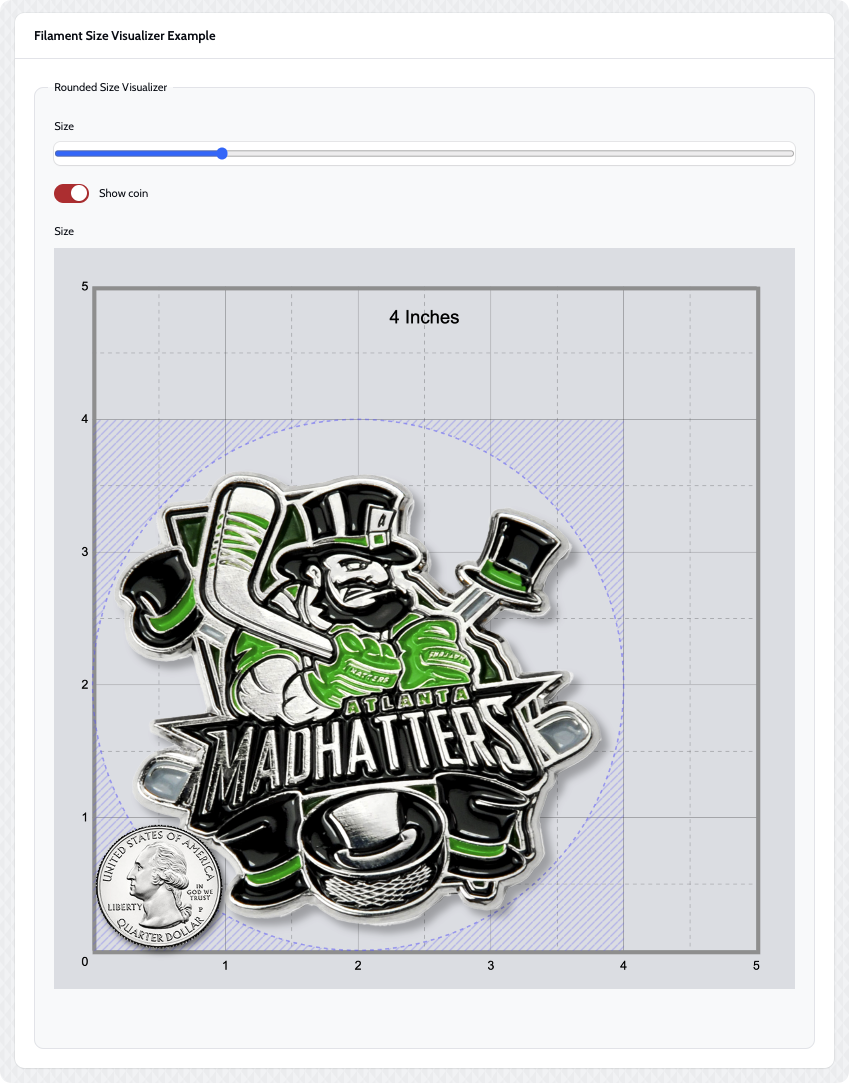 Filament Size Visualizer Example
Rounded Size Visualizer
Size
Show coin
Size
5
4 Inches
4
3
2
1
0
1
2
3
4
5
HATTERS
ATLANTA
MADHATTERS
UNITED STATES OF AMERICA
IN
GOD WE
TRUST
LIBERTY
P
QUARTER DOLLAR